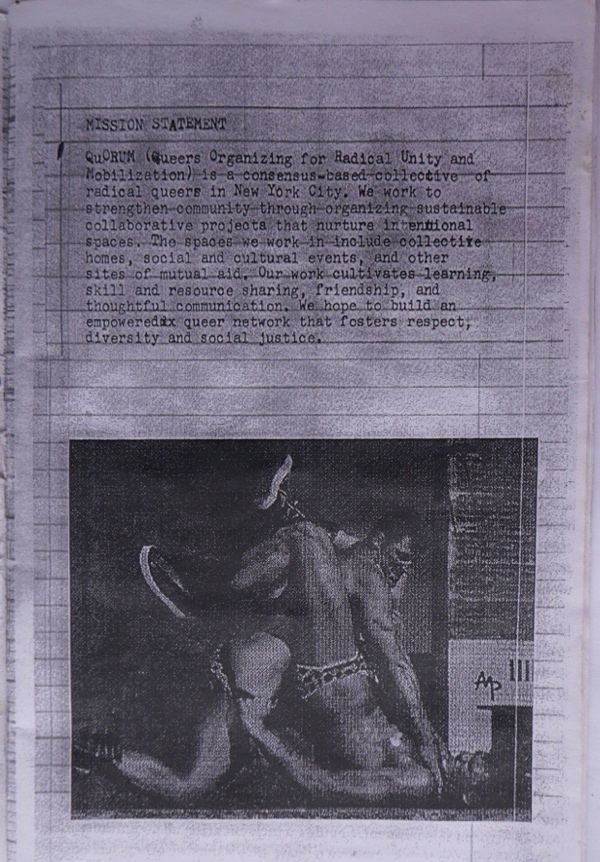 MISSION STATEMENT
QuORUM (Queers Organizing for Radical Unity and
Mobilization) is a consensus-based collective of
radical queers in New York City. We work to
strengthen community through organizing sustainable
collaborative projects that nurture intentional
spaces. The spaces we work in include collective
homes, social and cultural events, and other
sites of mutual aid. Our work cultivates learning,
skill and resource sharing, friendship, and
thoughtful communication. We hope to build an
empoweredix queer network that fosters respect,
diversity and social justice.